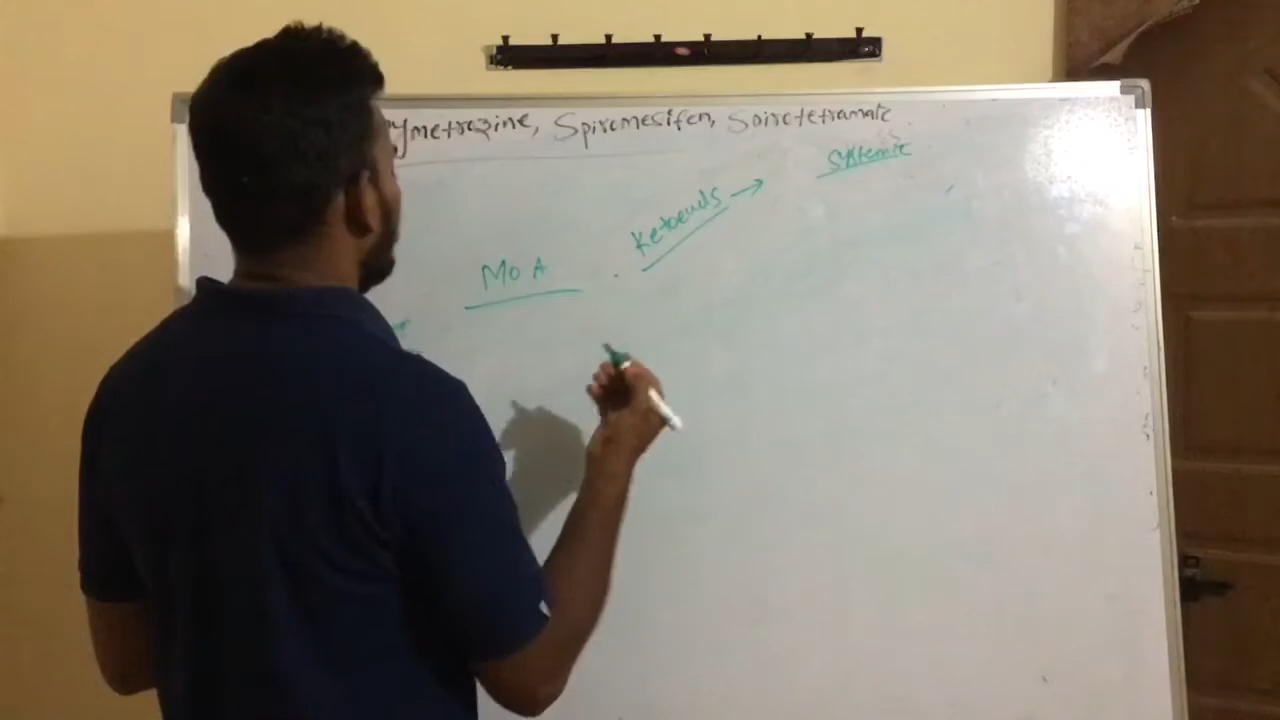 ymetrozine, Spiromesifen, Spirotetramate
Systemic
Ketoenols →
MOA